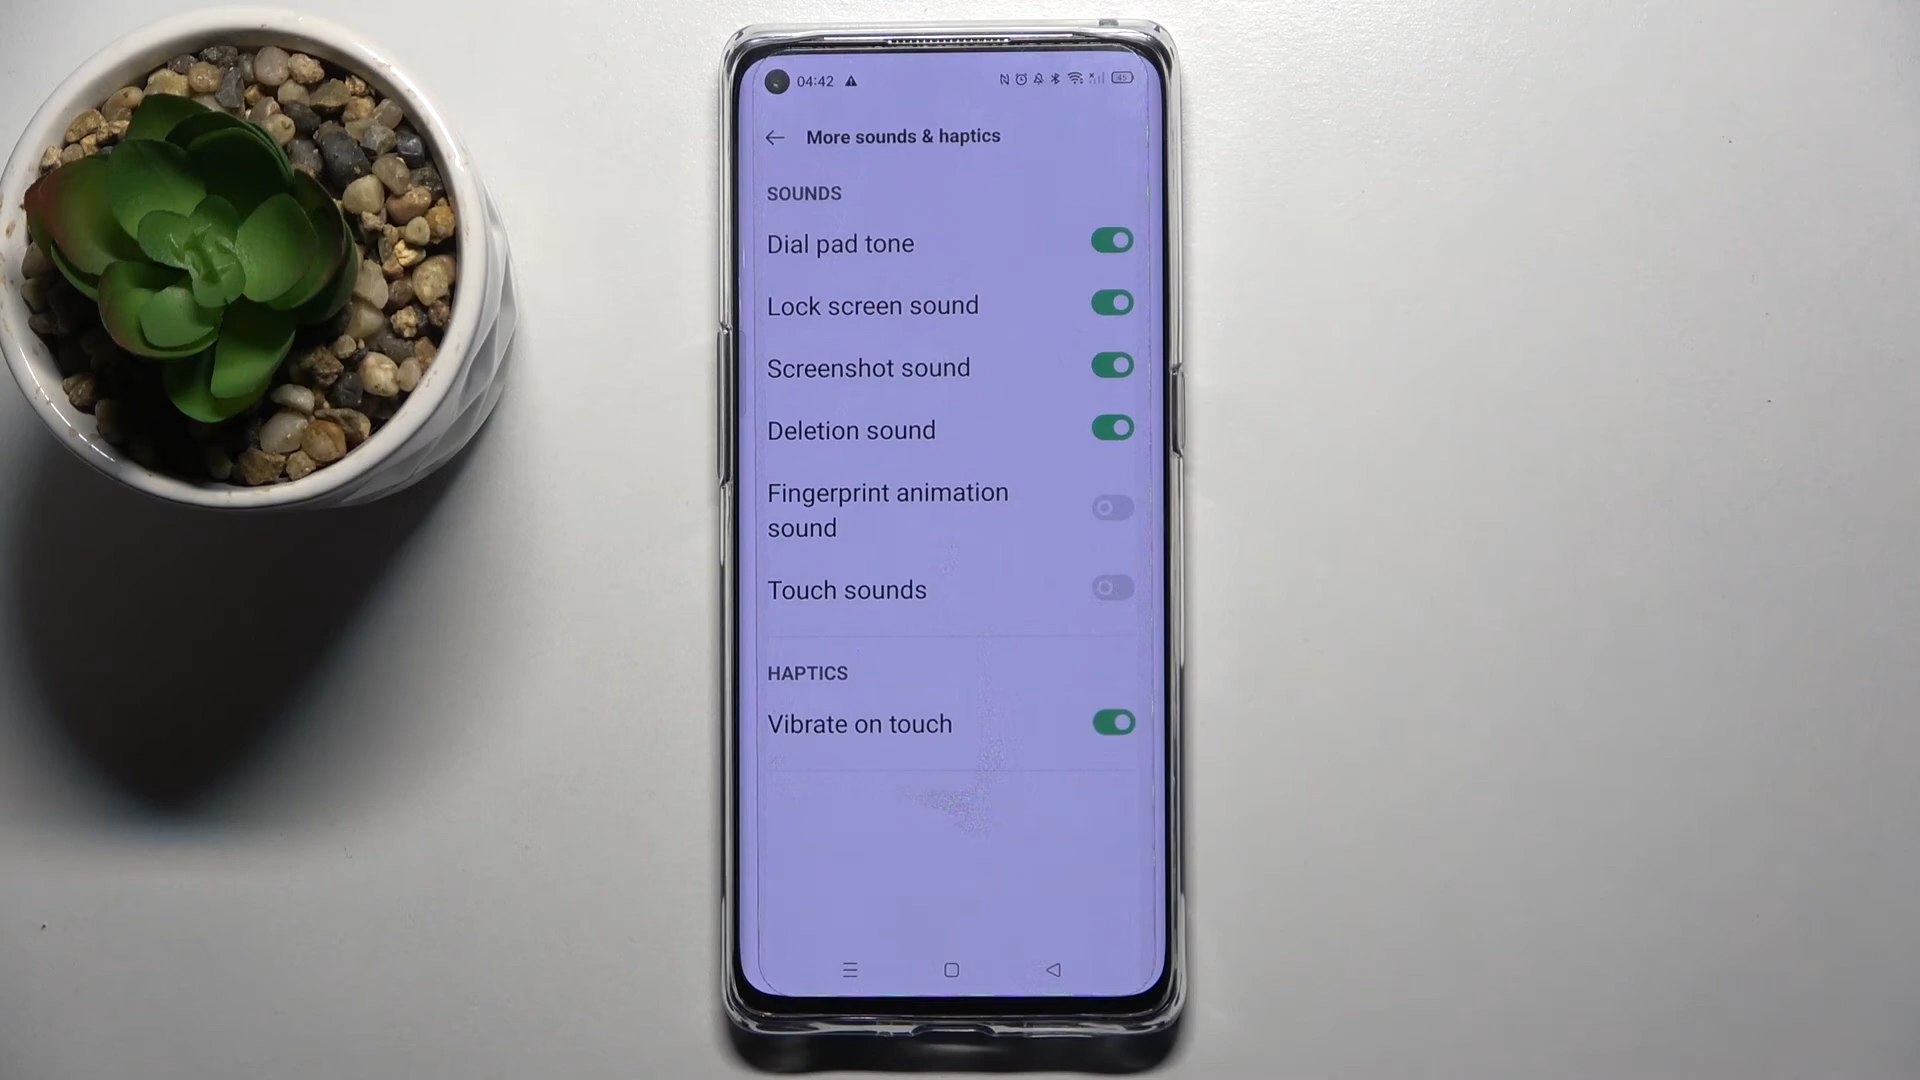 04:42
45
More sounds & haptics
SOUNDS
Dial pad tone
Lock screen sound
Screenshot sound
Deletion sound
Fingerprint animation
sound
Touch sounds
HAPTICS
Vibrate on touch